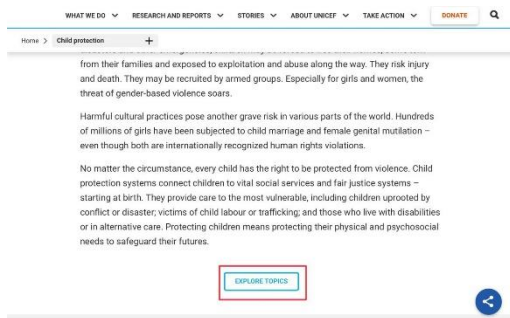 WHAT WE DO RESEARCH AND REPORTS STORIES ABOUT UNICEF TAKE ACTION DONATE
Home > Child protection +
from their families and exposed to exploitation and abuse along the way. They risk injury
and death. They may be recruited by armed groups. Especially for girls and women, the
threat of gender-based violence soars.
Harmful cultural practices pose another grave risk in various parts of the world. Hundreds
of millions of girls have been subjected to child marriage and female genital mutilation –
even though both are internationally recognized human rights violations.
No matter the circumstance, every child has the right to be protected from violence. Child
protection systems connect children to vital social services and fair justice systems –
starting at birth. They provide care to the most vulnerable, including children uprooted by
conflict or disaster; victims of child labour or trafficking; and those who live with disabilities
or in alternative care. Protecting children means protecting their physical and psychosocial
needs to safeguard their futures.
EXPLORE TOPICS